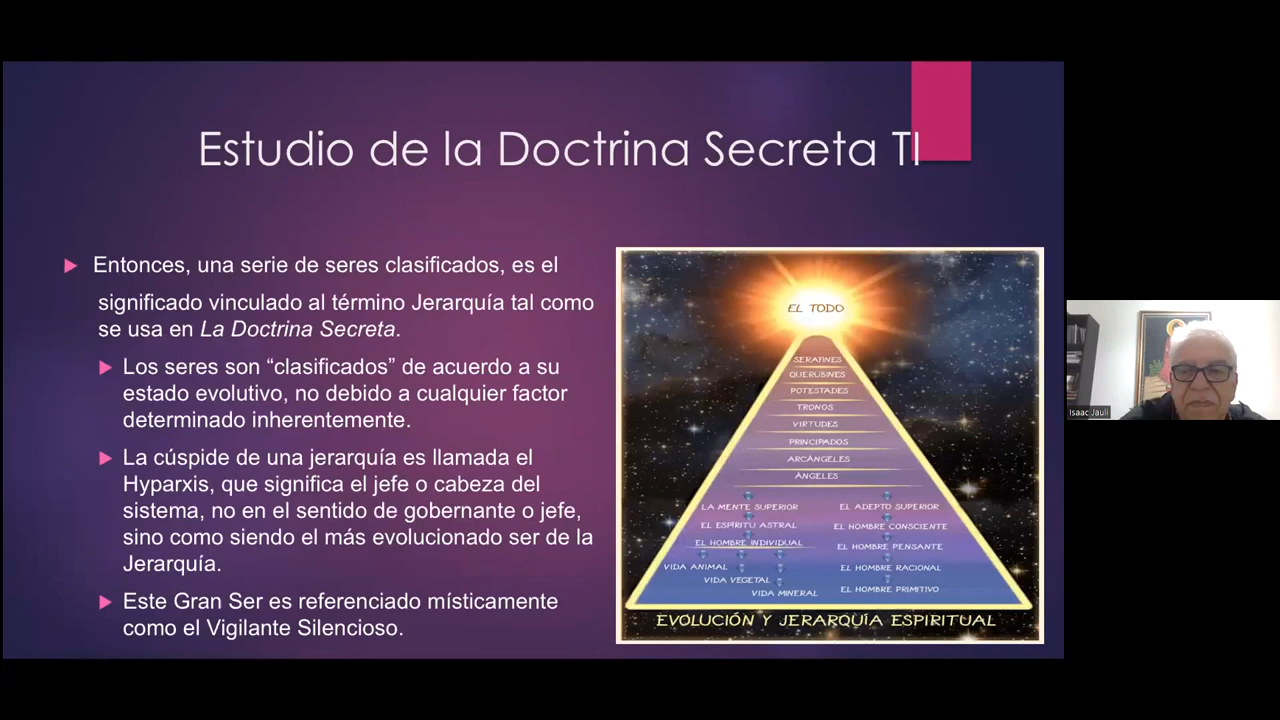 Estudio de la Doctrina Secreta TI
Entonces, una serie de seres clasificados, es el
significado vinculado al término Jerarquía tal como
se usa en La Doctrina Secreta.
Los seres son “clasificados” de acuerdo a su
estado evolutivo, no debido a cualquier factor
determinado inherentemente.
La cúspide de una jerarquía es llamada el
Hyparxis, que significa el jefe o cabeza del
sistema, no en el sentido de gobernante o jefe,
sino como siendo el más evolucionado ser de la
Jerarquía.
Este Gran Ser es referenciado místicamente
como el Vigilante Silencioso.
EL TODO
SERAFINES
QUERUBINES
POTESTADES
TRONOS
VIRTUDES
PRINCIPADOS
ARCÁNGELES
ÁNGELES
LA MENTE SUPERIOR
EL ESPÍRITU ASTRAL
EL HOMBRE INDIVIDUAL
VIDA ANIMAL
VIDA VEGETAL
VIDA MINERAL
EL ADEPTO SUPERIOR
EL HOMBRE CONSCIENTE
EL HOMBRE PENSANTE
EL HOMBRE RACIONAL
EL HOMBRE PRIMITIVO
EVOLUCIÓN Y JERARQUÍA ESPIRITUAL
Isaac Jauli